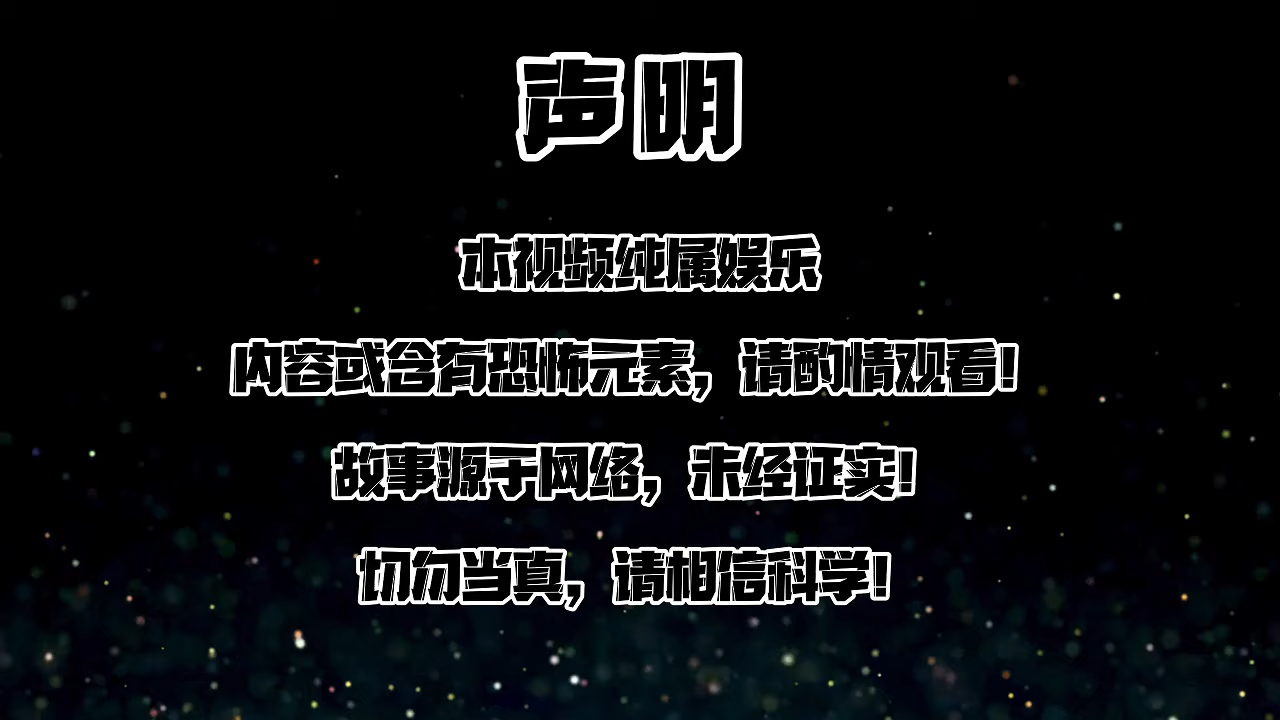 声明
本视频纯属娱乐
内容或含有恐怖元素，请酌情观看！
故事源于网络，未经证实！
切勿当真，请相信科学！